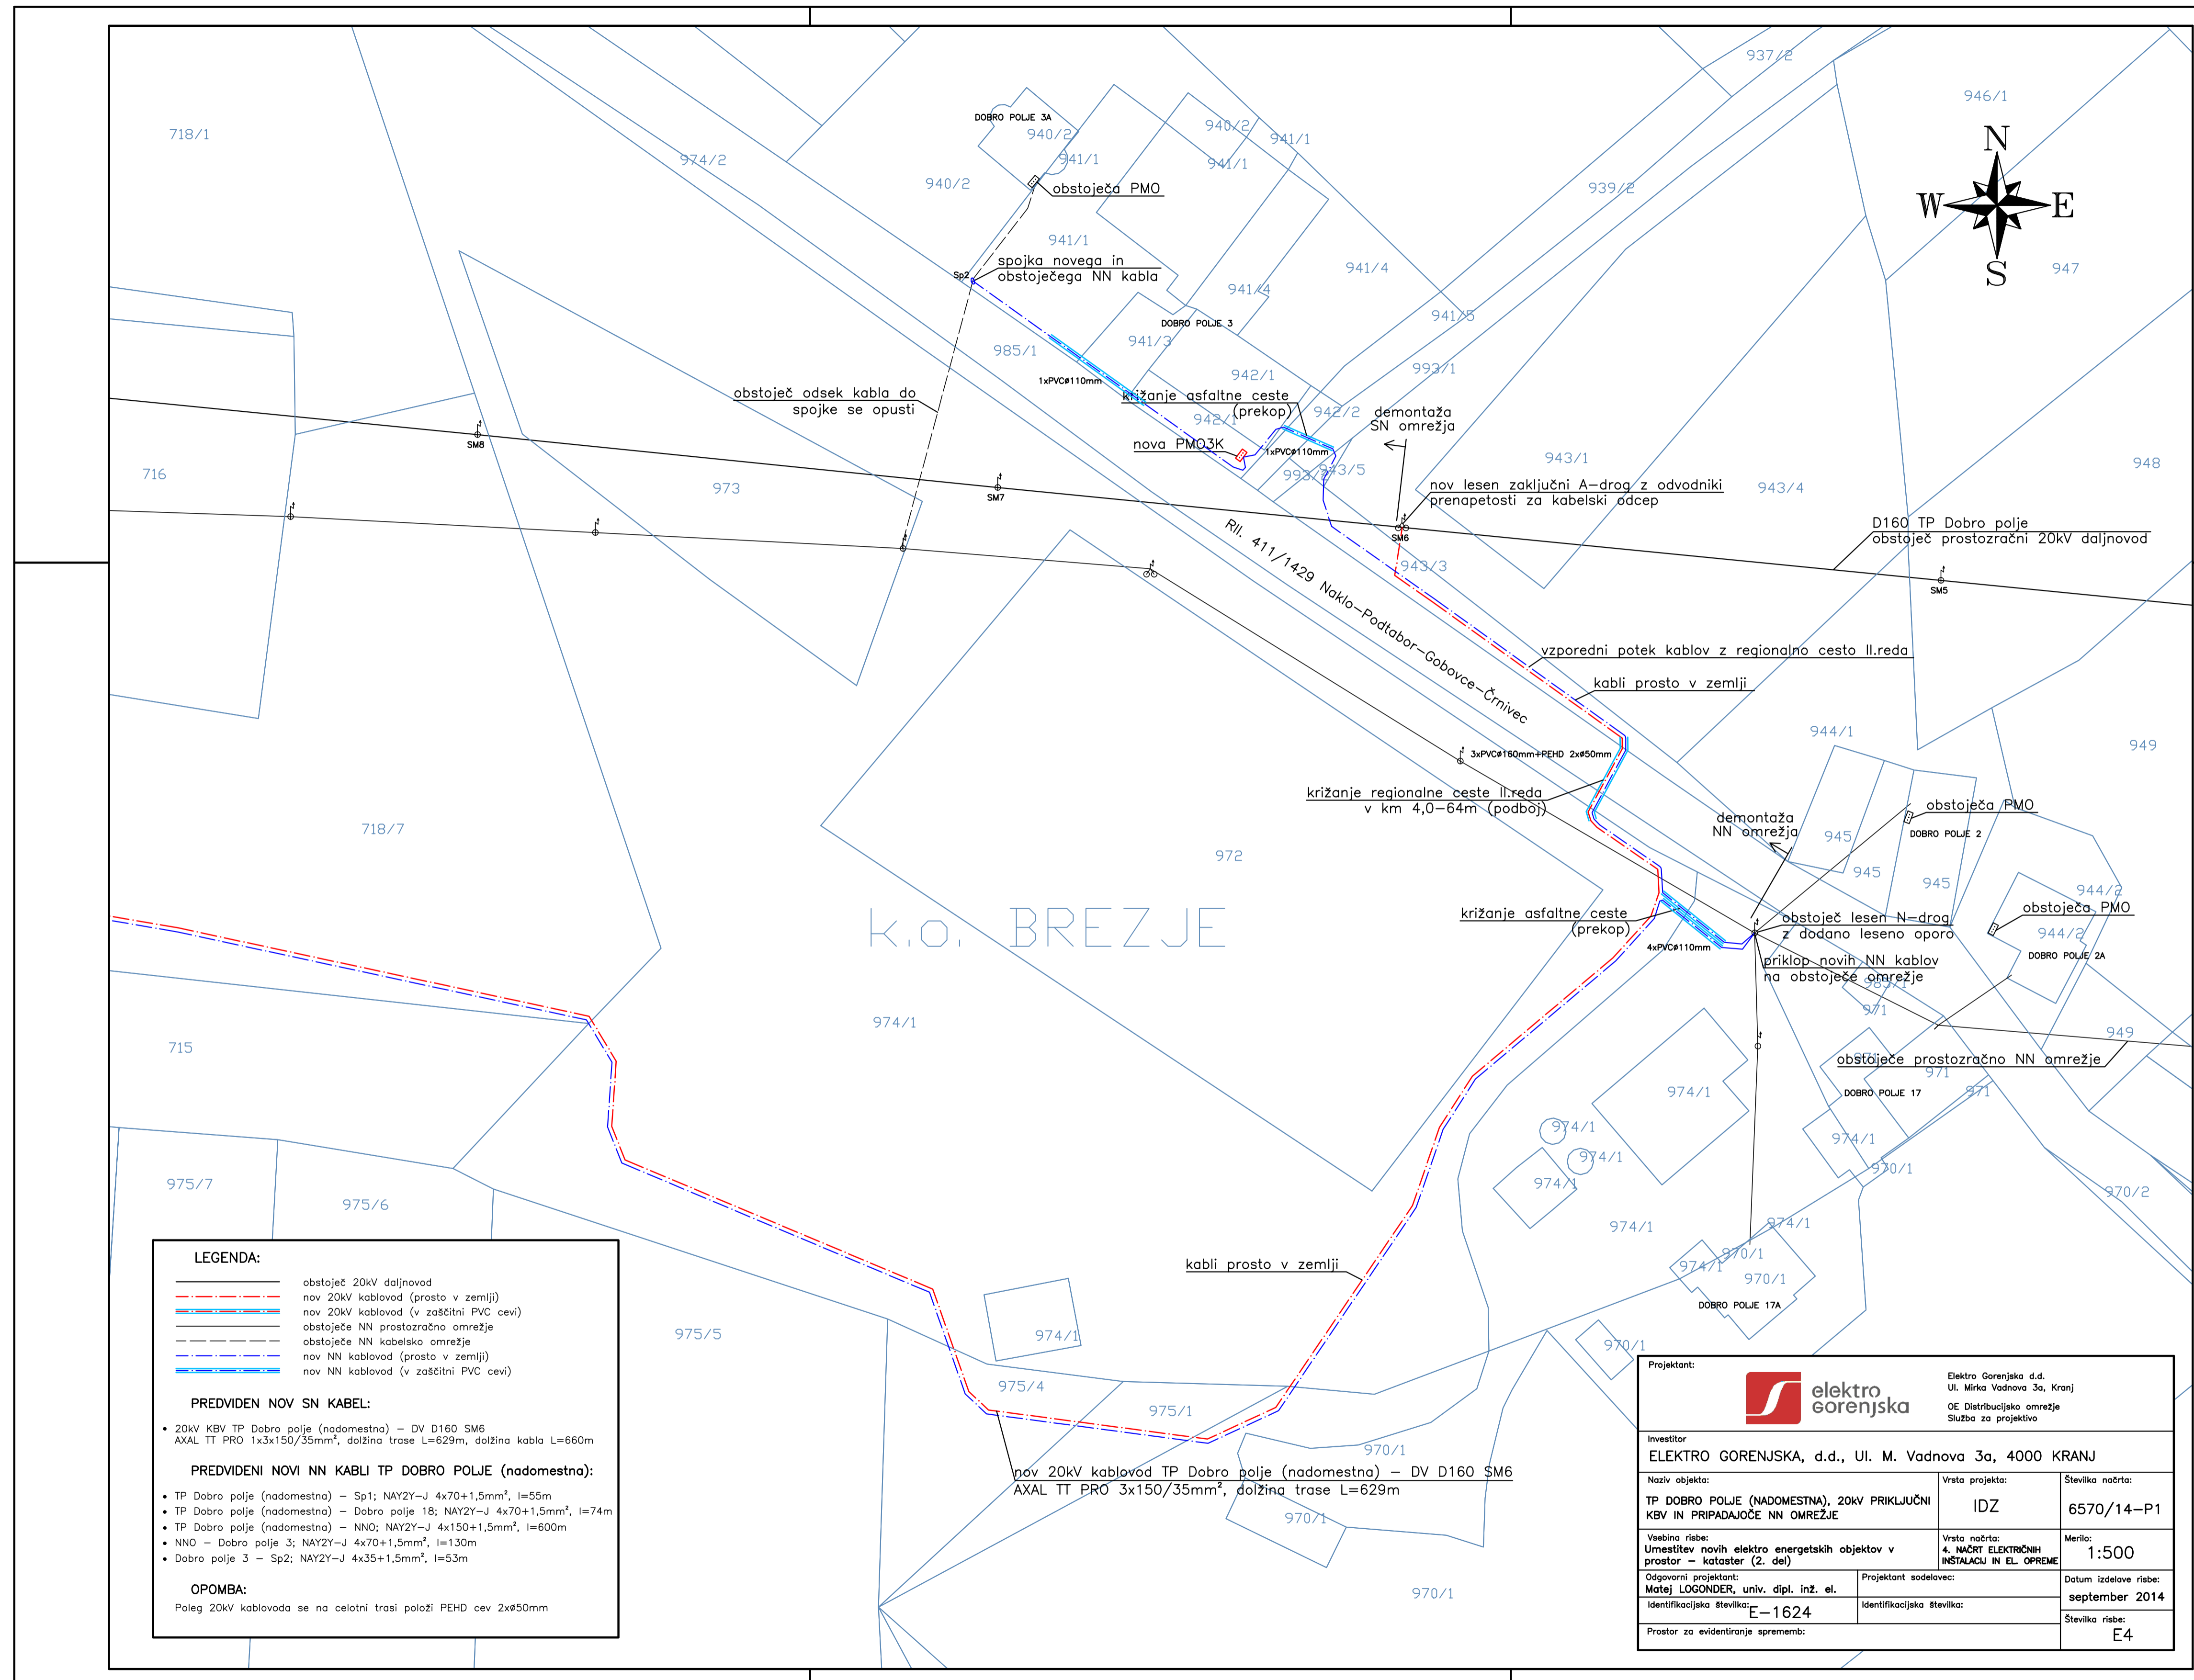 937/2
946/1
718/1
DOBRO POLJE 3A
940/2
940/2
941/1
941/1
941/1
974/2
940/2
939/2
N
W
E
S
obstoječa PMO
941/1
941/4
947
Sp2
spojka novega in
obstoječega NN kabla
941/4
941/5
DOBRO POLJE 3
941/3
985/1
993/1
942/1
1xPVCø110mm
obstoječ odsek kabla do
spojke se opusti
križanje asfaltne ceste
(prekop)
942/1
942/2
demontaža
SN omrežja
SM8
nova PMO3K
1xPVCø110mm
943/5
943/1
948
716
973
SM7
943/4
nov lesen zaključni A-drog z odvodniki
prenapetosti za kabelski odcep
SM6
D160 TP Dobro polje
obstoječ prostozračni 20kV daljnovod
RII. 411/1429 Naklo-Podtabor-Gobovce-Črnivec
943/3
SM5
vzporedni potek kablov z regionalno cesto II.reda
kabli prosto v zemlji
944/1
949
3xPVCø160mm+PEHD 2xø50mm
križanje regionalne ceste II.reda
v km 4,0-64m (podboj)
obstoječa PMO
demontaža
NN omrežja
945
DOBRO POLJE 2
718/7
972
945
945
944/2
k.o. BREZJE
križanje asfaltne ceste
(prekop)
4xPVCø110mm
obstoječ lesen N-drog
z dodano leseno oporo
obstoječa PMO
944/2
DOBRO POLJE 2A
priklop novih NN kablov
na obstoječe omrežje
985/1
971
974/1
715
949
obstoječe prostozračno NN omrežje
971
971
971
DOBRO POLJE 17
974/1
974/1
974/1
974/1
970/1
974/1
970/2
975/7
975/6
974/1
974/1
970/1
974/1
970/1
DOBRO POLJE 17A
kabli prosto v zemlji
975/5
974/1
970/1
975/4
975/1
970/1
nov 20kV kablovod TP Dobro polje (nadomestna) - DV D160 SM6
AXAL TT PRO 3x150/35mm², dolžina trase L=629m
970/1
970/1
LEGENDA:
obstoječ 20kV daljnovod
nov 20kV kablovod (prosto v zemlji)
nov 20kV kablovod (v zaščitni PVC cevi)
obstoječe NN prostozračno omrežje
obstoječe NN kabelsko omrežje
nov NN kablovod (prosto v zemlji)
nov NN kablovod (v zaščitni PVC cevi)
PREDVIDEN NOV SN KABEL:
• 20kV KBV TP Dobro polje (nadomestna) - DV D160 SM6
AXAL TT PRO 1x3x150/35mm², dolžina trase L=629m, dolžina kabla L=660m
PREDVIDENI NOVI NN KABLI TP DOBRO POLJE (nadomestna):
• TP Dobro polje (nadomestna) - Sp1; NAY2Y-J 4x70+1,5mm², l=55m
• TP Dobro polje (nadomestna) - Dobro polje 18; NAY2Y-J 4x70+1,5mm², l=74m
• TP Dobro polje (nadomestna) - NNO; NAY2Y-J 4x150+1,5mm², l=600m
• NNO - Dobro polje 3; NAY2Y-J 4x70+1,5mm², l=130m
• Dobro polje 3 - Sp2; NAY2Y-J 4x35+1,5mm², l=53m
OPOMBA:
Poleg 20kV kablovoda se na celotni trasi položi PEHD cev 2xø50mm
Projektant:
elektro
gorenjska
Elektro Gorenjska d.d.
Ul. Mirka Vadnova 3a, Kranj
OE Distribucijsko omrežje
Služba za projektivo
Investitor
ELEKTRO GORENJSKA, d.d., Ul. M. Vadnova 3a, 4000 KRANJ
Naziv objekta:
TP DOBRO POLJE (NADOMESTNA), 20kV PRIKLJUČNI
KBV IN PRIPADAJOČE NN OMREŽJE
Vrsta projekta:
IDZ
Številka načrta:
6570/14-P1
Vsebina risbe:
Umestitev novih elektro energetskih objektov v
prostor - kataster (2. del)
Vrsta načrta:
4. NAČRT ELEKTRIČNIH
INŠTALACIJ IN EL. OPREME
Merilo:
1:500
Odgovorni projektant:
Matej LOGONDER, univ. dipl. inž. el.
Projektant sodelavec:
Datum izdelave risbe:
september 2014
Identifikacijska številka:
E-1624
Identifikacijska številka:
Številka risbe:
E4
Prostor za evidentiranje sprememb: